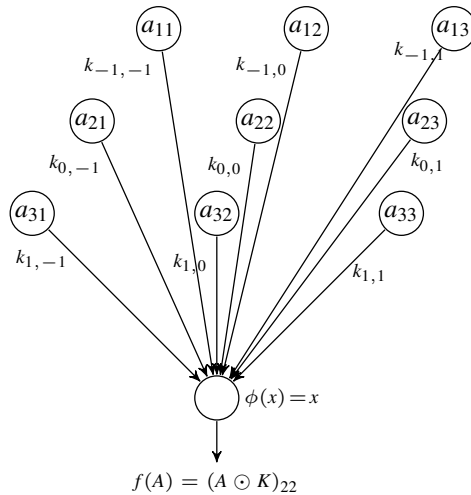 a₁₁ a₁₂ a₁₃
k₋₁,₋₁ k₋₁,₀ k₋₁,₁
a₂₁ a₂₂ a₂₃
k₀,₋₁ k₀,₀ k₀,₁
a₃₁ a₃₂ a₃₃
k₁,₋₁ k₁,₀ k₁,₁
ϕ(x) = x
f(A) = (A ⊙ K)₂₂